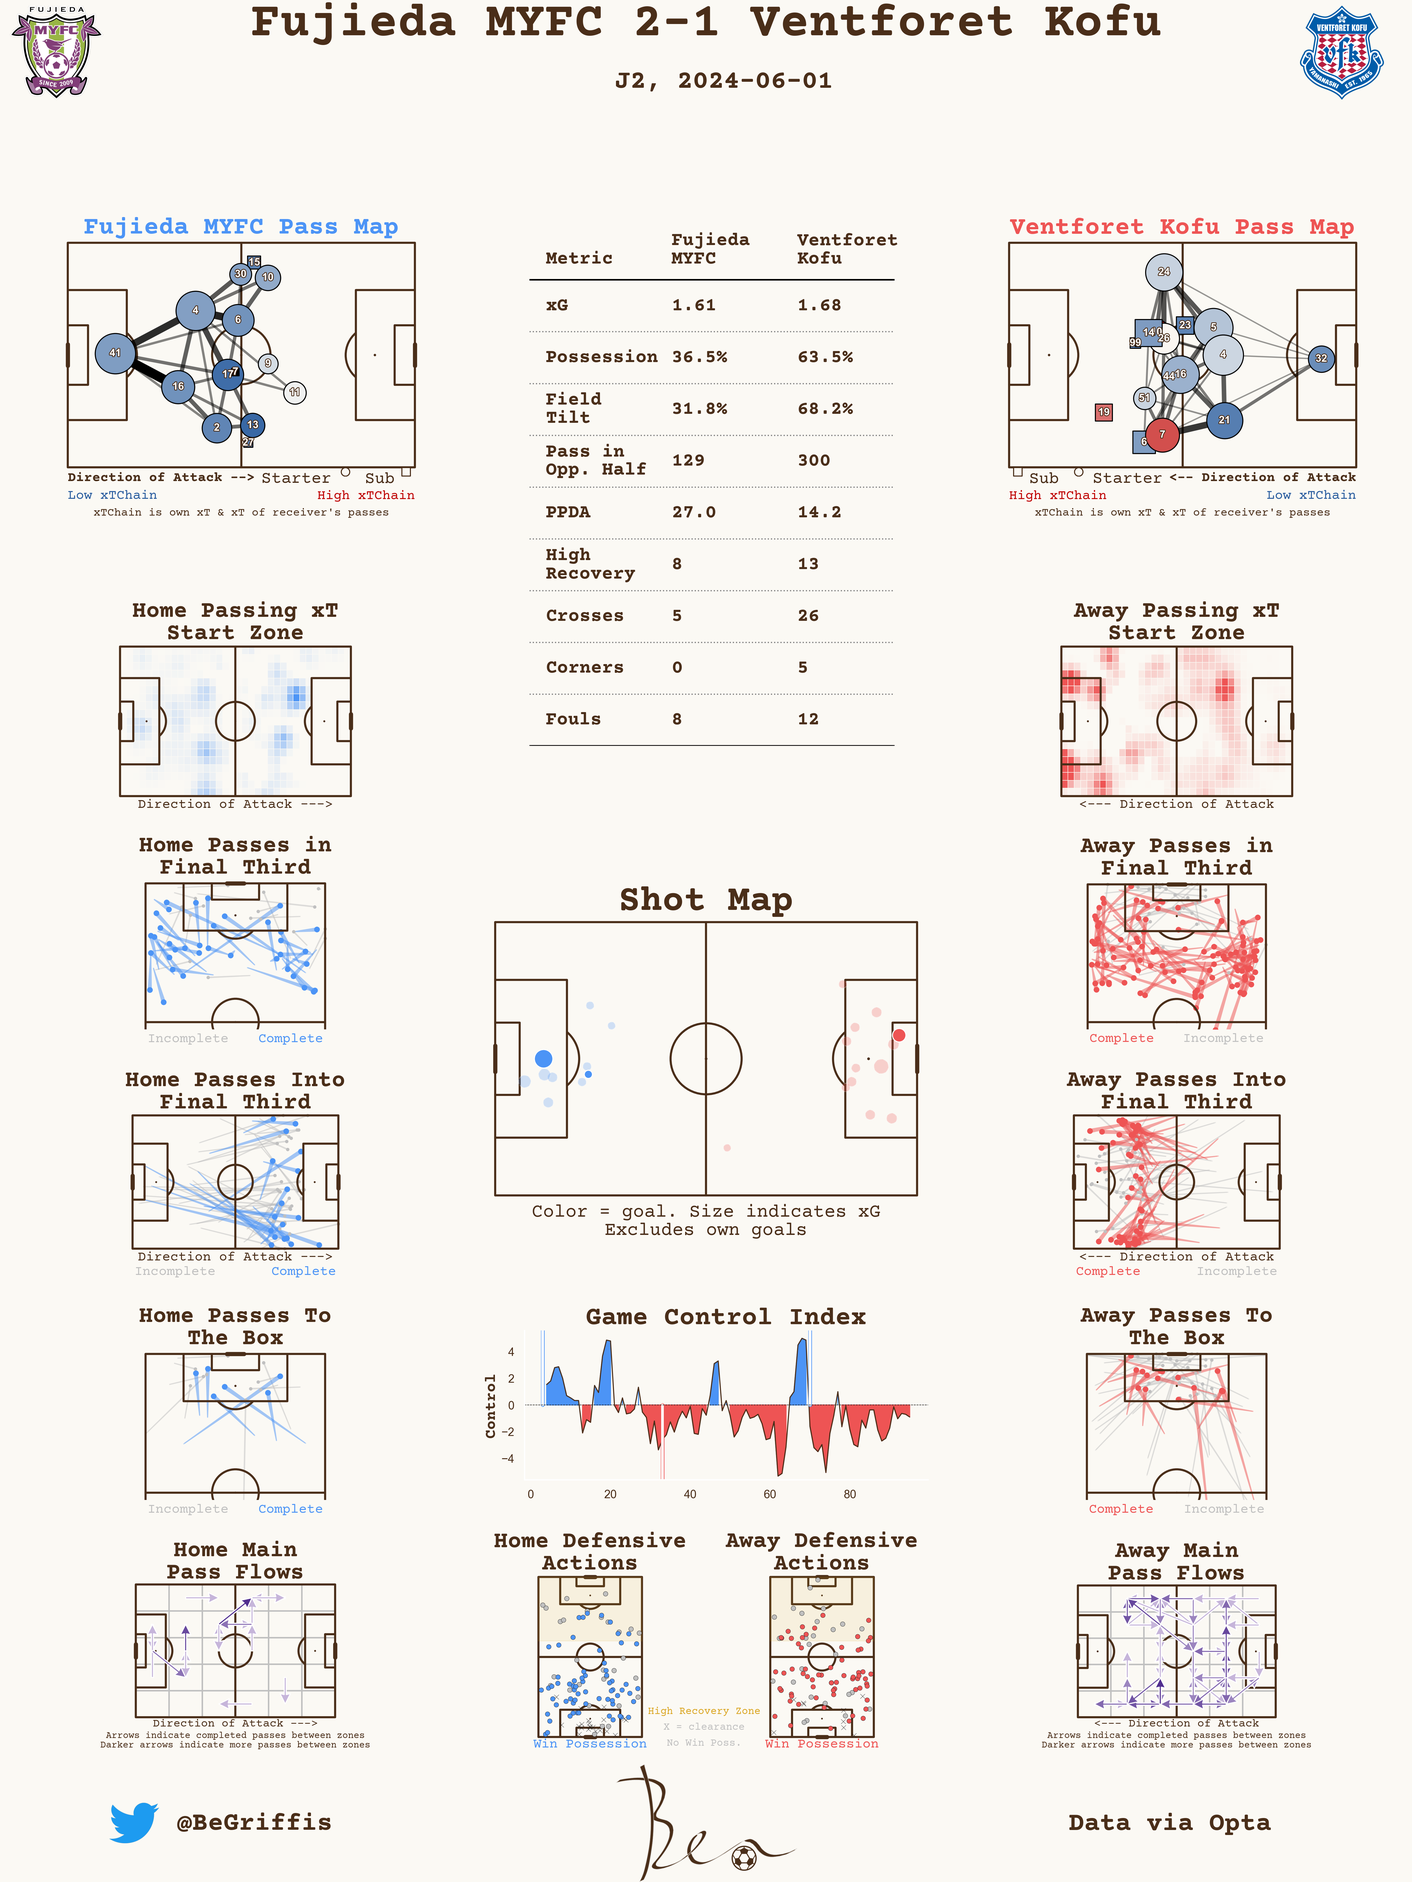 Fujieda MYFC 2-1 Ventforet Kofu
J2, 2024-06-01
FUJIEDA
MYFC
SINCE 2009
VENTFORET KOFU
vfk
YAMANASHI EST. 1965
Fujieda MYFC Pass Map
15
30
10
4
6
41
9
17
7
16
11
2
13
27
Direction of Attack --> Starter Sub
Low xTChain High xTChain
xTChain is own xT & xT of receiver's passes
Metric Fujieda MYFC Ventforet Kofu
xG 1.61 1.68
Possession 36.5% 63.5%
Field Tilt 31.8% 68.2%
Pass in Opp. Half 129 300
PPDA 27.0 14.2
High Recovery 8 13
Crosses 5 26
Corners 0 5
Fouls 8 12
Ventforet Kofu Pass Map
24
14
23
5
99
26
4
32
44
16
51
19
21
6
7
Sub Starter <-- Direction of Attack
High xTChain Low xTChain
xTChain is own xT & xT of receiver's passes
Home Passing xT
Start Zone
Direction of Attack --->
Away Passing xT
Start Zone
<--- Direction of Attack
Home Passes in
Final Third
Incomplete Complete
Away Passes in
Final Third
Complete Incomplete
Shot Map
Color = goal. Size indicates xG
Excludes own goals
Home Passes Into
Final Third
Direction of Attack --->
Incomplete Complete
Away Passes Into
Final Third
<--- Direction of Attack
Complete Incomplete
Home Passes To
The Box
Incomplete Complete
Game Control Index
Control
4
2
0
−2
−4
0 20 40 60 80
Away Passes To
The Box
Complete Incomplete
Home Main
Pass Flows
Direction of Attack --->
Arrows indicate completed passes between zones
Darker arrows indicate more passes between zones
Home Defensive
Actions
Win Possession
Away Defensive
Actions
Win Possession
High Recovery Zone
X = clearance
No Win Poss.
Away Main
Pass Flows
<--- Direction of Attack
Arrows indicate completed passes between zones
Darker arrows indicate more passes between zones
@BeGriffis
Ben
Data via Opta